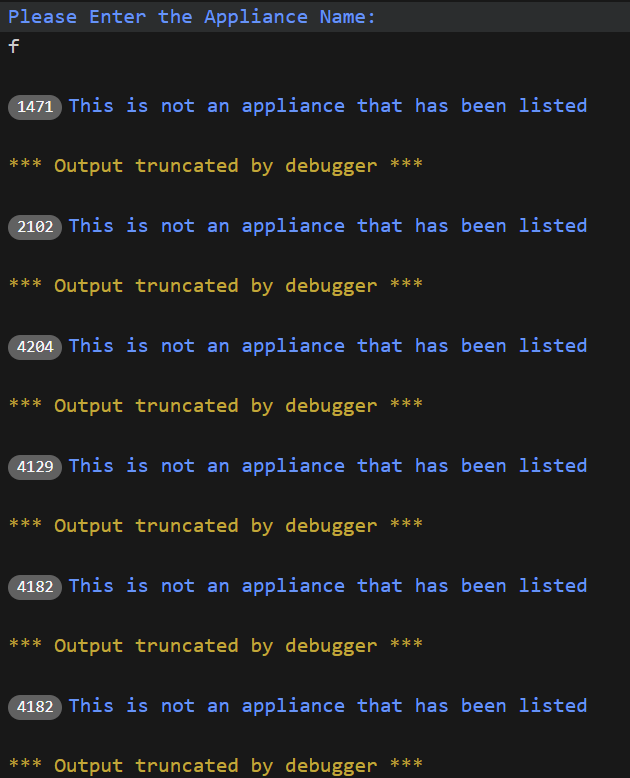 Please Enter the Appliance Name:
f
1471 This is not an appliance that has been listed
*** Output truncated by debugger ***
2102 This is not an appliance that has been listed
*** Output truncated by debugger ***
4204 This is not an appliance that has been listed
*** Output truncated by debugger ***
4129 This is not an appliance that has been listed
*** Output truncated by debugger ***
4182 This is not an appliance that has been listed
*** Output truncated by debugger ***
4182 This is not an appliance that has been listed
*** Output truncated by debugger ***